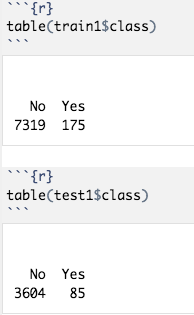 ```{r}
table(train1$class)
```
No Yes
7319 175
```{r}
table(test1$class)
```
No Yes
3604 85